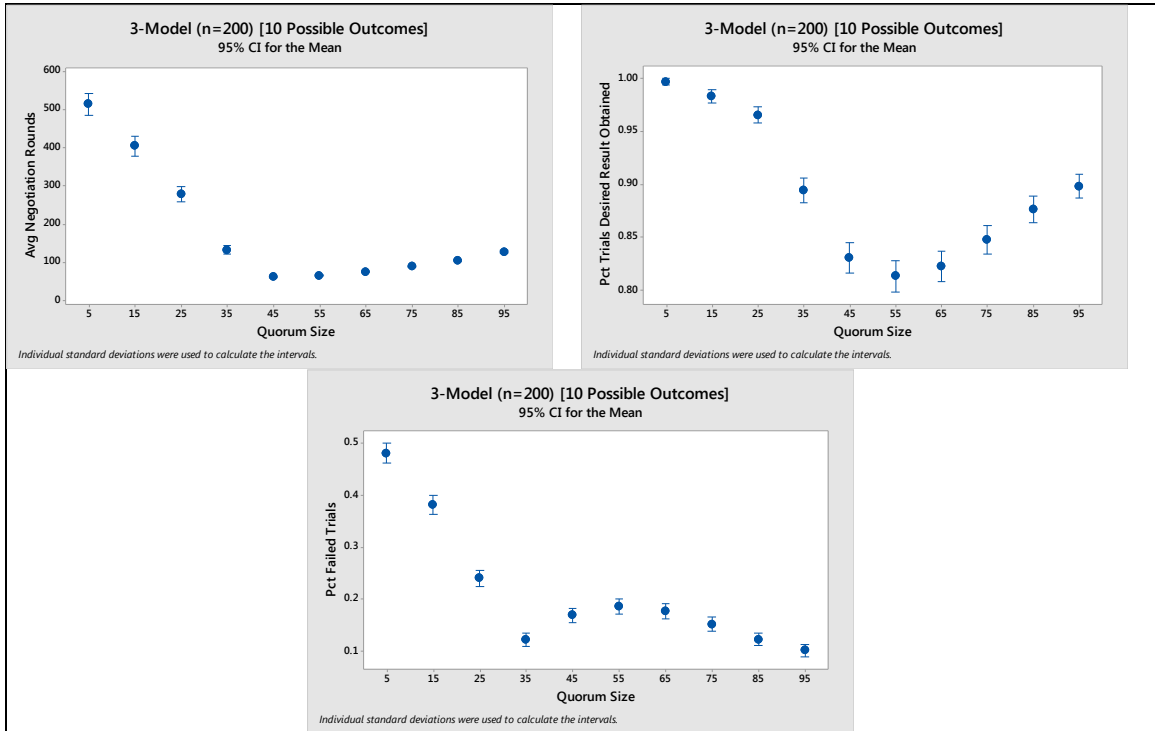 3-Model (n=200) [10 Possible Outcomes]
95% CI for the Mean
Avg Negotiation Rounds
600
500
400
300
200
100
0
5 15 25 35 45 55 65 75 85 95
Quorum Size
Individual standard deviations were used to calculate the intervals.
3-Model (n=200) [10 Possible Outcomes]
95% CI for the Mean
Pct Trials Desired Result Obtained
1.00
0.95
0.90
0.85
0.80
5 15 25 35 45 55 65 75 85 95
Quorum Size
Individual standard deviations were used to calculate the intervals.
3-Model (n=200) [10 Possible Outcomes]
95% CI for the Mean
Pct Failed Trials
0.5
0.4
0.3
0.2
0.1
5 15 25 35 45 55 65 75 85 95
Quorum Size
Individual standard deviations were used to calculate the intervals.